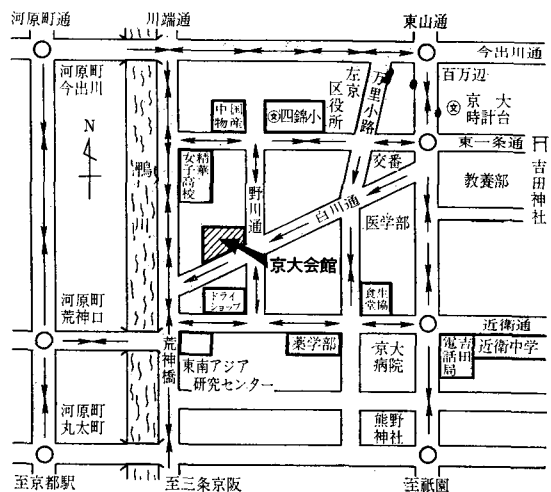 河原町通
川端通
東山通
今出川通
河原町
今出川
百万辺
左京
区役所
万里小路
中国
物産
文四錦小
文京大
時計台
東一条通
N
鴨
川
精華
女子高校
野川通
交番
教養部
吉田神社
白川通
医学部
京大会館
河原町
荒神口
ドライ
ショップ
生協
食堂
近衛通
荒神橋
東南アジア
研究センター
薬学部
京大
病院
吉田
電話局
近衛中学
河原町
丸太町
熊野
神社
至京都駅
至三条京阪
至祇園